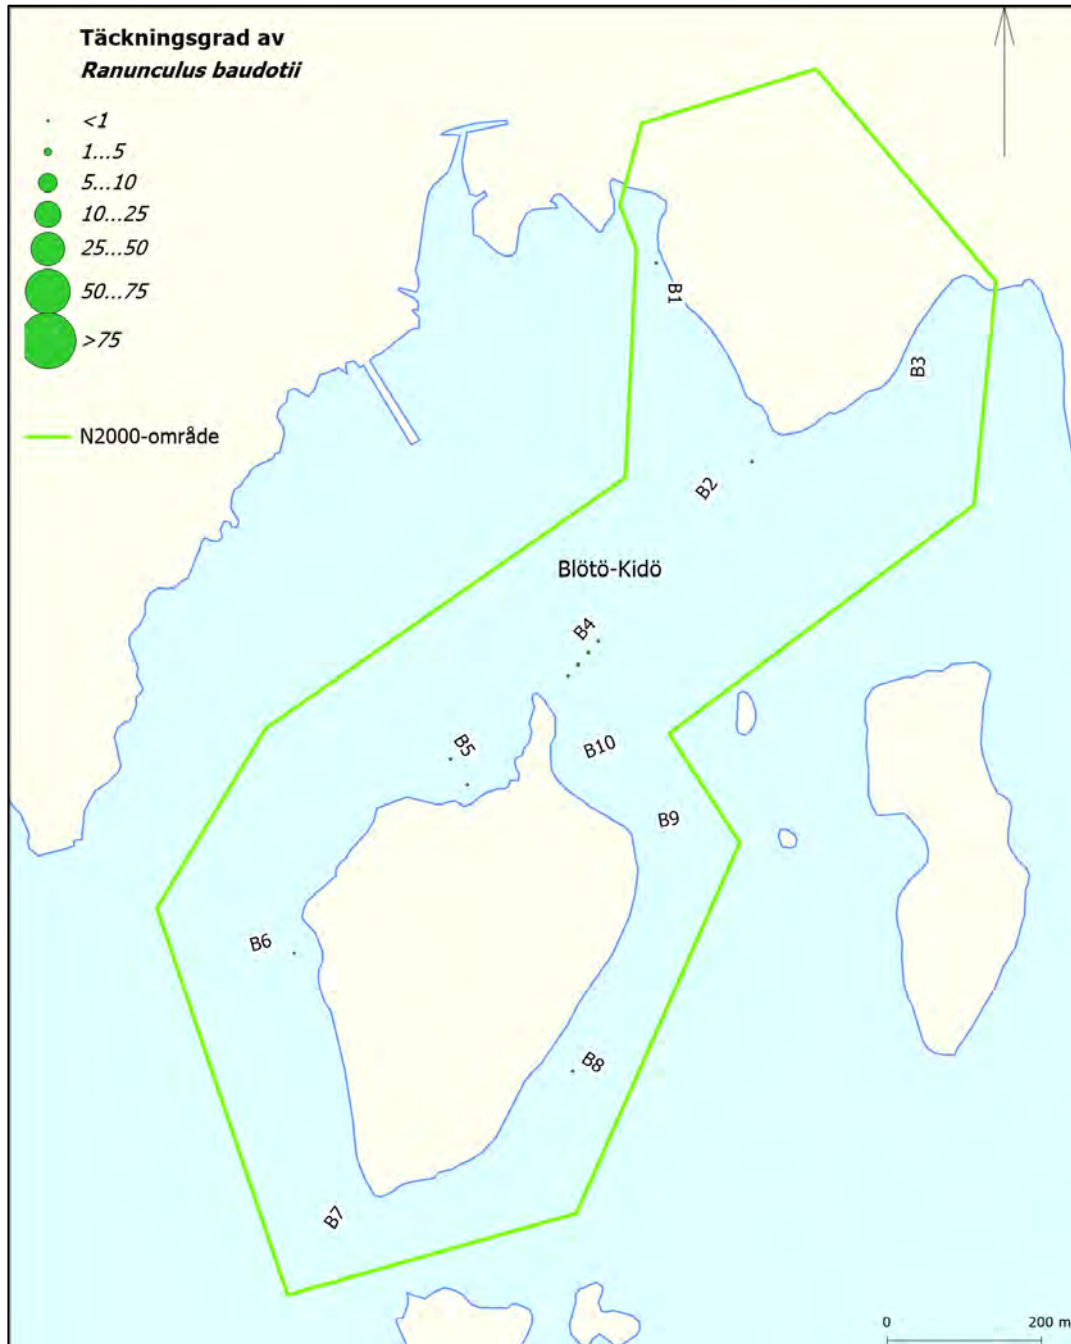 Täckningsgrad av
Ranunculus baudotii
<1
1...5
5...10
10...25
25...50
50...75
>75
N2000-område
B1
B3
B2
Blötö-Kidö
B4
B5
B10
B9
B6
B8
B7
0 200 m